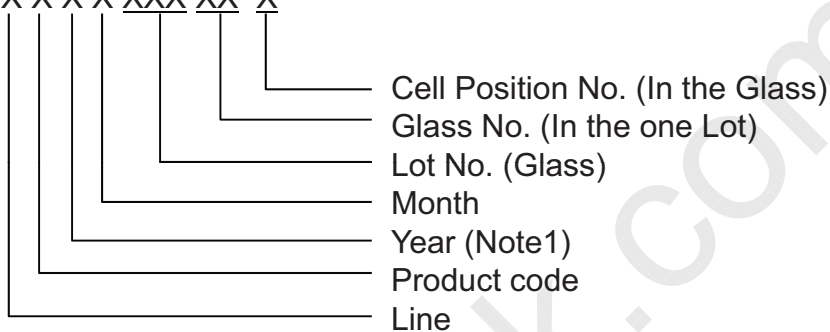 X X X X XXX XX X
Cell Position No. (In the Glass)
Glass No. (In the one Lot)
Lot No. (Glass)
Month
Year (Note1)
Product code
Line